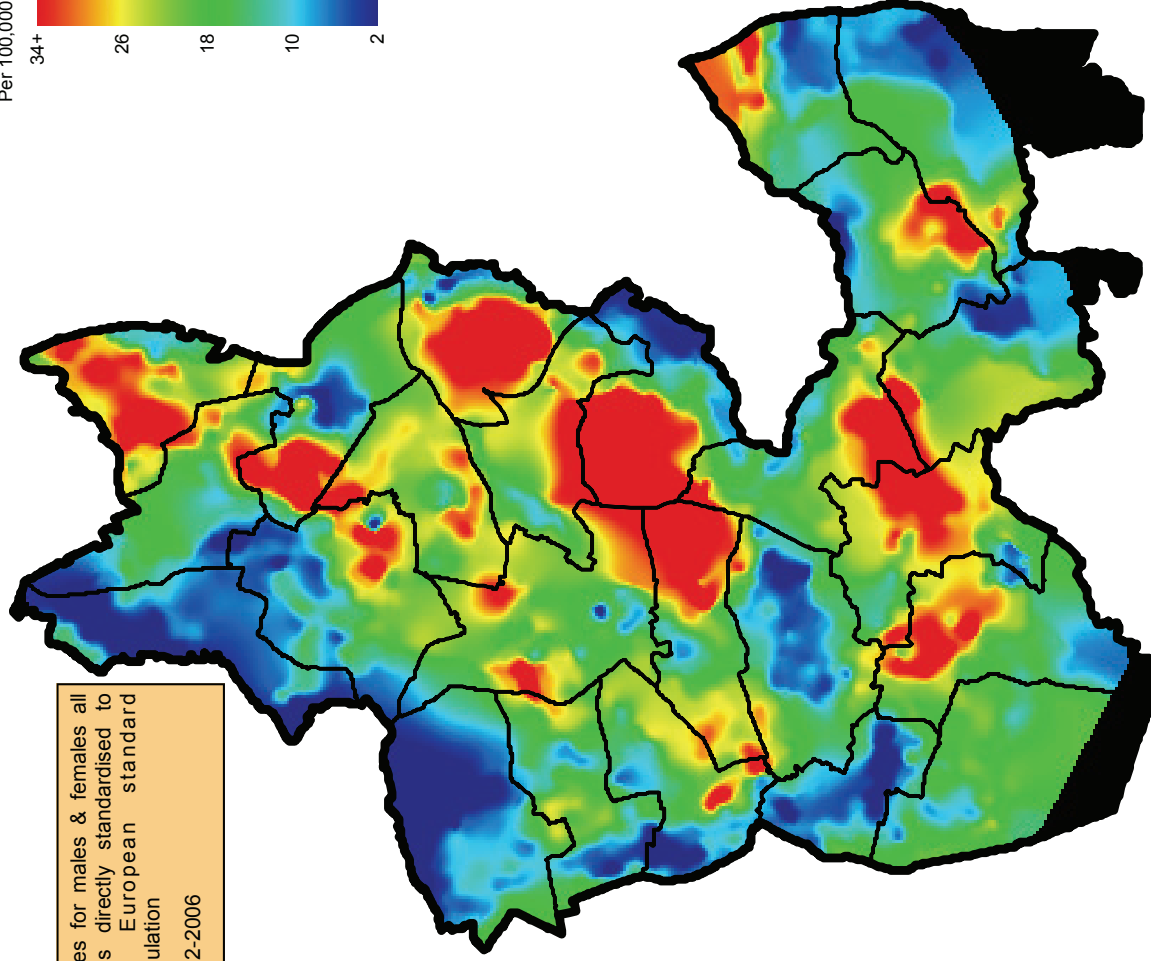 Per 100,000
34+
26
18
10
2
es for males & females all
s directly standardised to
European standard
ulation
2-2006